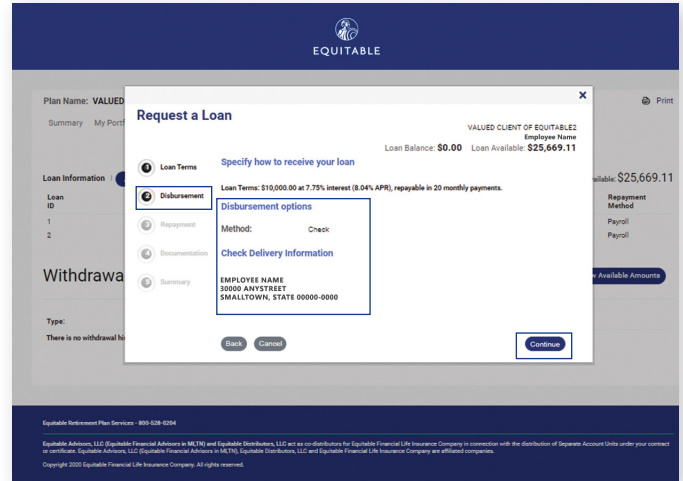 EQUITABLE
Plan Name: VALUED
Print
Summary My Portf
Request a Loan
VALUED CLIENT OF EQUITABLE2
Employee Name
Loan Balance: $0.00 Loan Available: $25,669.11
Loan Information
Loan
ID
1
2
1 Loan Terms
2 Disbursement
3 Repayment
4 Documentation
5 Summary
Specify how to receive your loan
Loan Terms: $10,000.00 at 7.75% interest (8.04% APR), repayable in 20 monthly payments.
Disbursement options
Method: Check
Check Delivery Information
EMPLOYEE NAME
30000 ANYSTREET
SMALLTOWN, STATE 00000-0000
Back Cancel Continue
ailable: $25,669.11
Repayment
Method
Payroll
Payroll
Withdrawa
w Available Amounts
Type:
There is no withdrawal hi
Equitable Retirement Plan Services - 800-528-0204
Equitable Advisors, LLC (Equitable Financial Advisors in MI,TN) and Equitable Distributors, LLC act as co-distributors for Equitable Financial Life Insurance Company in connection with the distribution of Separate Account Units under your contract
or certificate. Equitable Advisors, LLC (Equitable Financial Advisors in MI,TN), Equitable Distributors, LLC and Equitable Financial Life Insurance Company are affiliated companies.
Copyright 2020 Equitable Financial Life Insurance Company. All rights reserved.